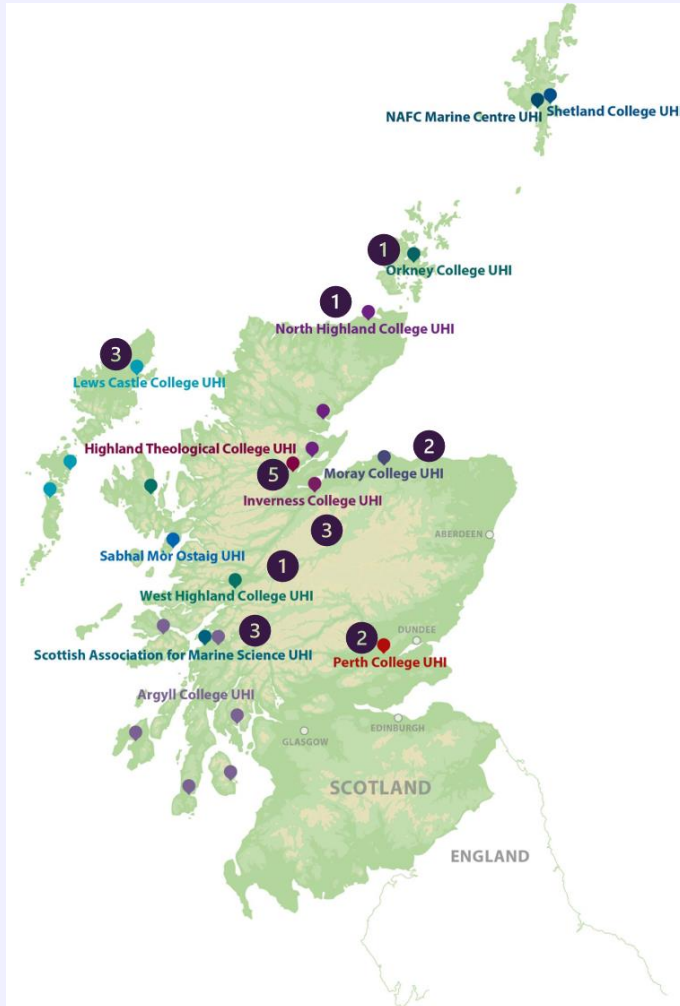 NAFC Marine Centre UHI
Shetland College UHI
1
Orkney College UHI
1
North Highland College UHI
3
Lews Castle College UHI
Highland Theological College UHI
2
Moray College UHI
5
Inverness College UHI
3
ABERDEEN
Sabhal Mòr Ostaig UHI
1
West Highland College UHI
3
Scottish Association for Marine Science UHI
2
DUNDEE
Perth College UHI
Argyll College UHI
GLASGOW
EDINBURGH
SCOTLAND
ENGLAND